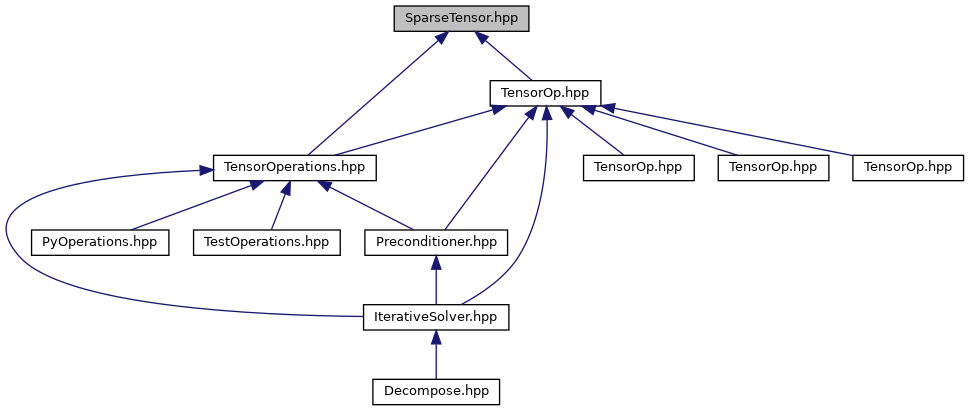 SparseTensor.hpp
TensorOp.hpp
TensorOperations.hpp
TensorOp.hpp
TensorOp.hpp
TensorOp.hpp
PyOperations.hpp
TestOperations.hpp
Preconditioner.hpp
IterativeSolver.hpp
Decompose.hpp